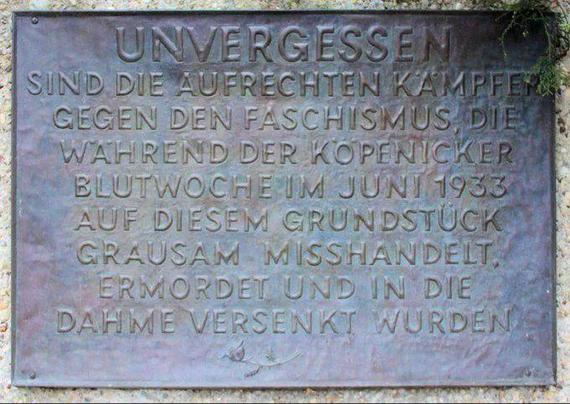 UNVERGESSEN
SIND DIE AUFRECHTEN KÄMPFER
GEGEN DEN FASCHISMUS, DIE
WÄHREND DER KÖPENICKER
BLUTWOCHE IM JUNI 1933
AUF DIESEM GRUNDSTÜCK
GRAUSAM MISSHANDELT,
ERMORDET UND IN DIE
DAHME VERSENKT WURDEN